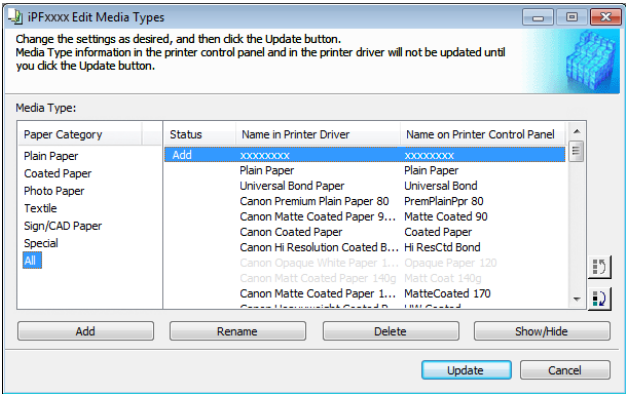 iPFxxxx Edit Media Types
Change the settings as desired, and then click the Update button.
Media Type information in the printer control panel and in the printer driver will not be updated until
you click the Update button.
Media Type:
Paper Category
Plain Paper
Coated Paper
Photo Paper
Textile
Sign/CAD Paper
Special
All
Status Name in Printer Driver Name on Printer Control Panel
Add xxxxxxxx xxxxxxxx
Plain Paper Plain Paper
Universal Bond Paper Universal Bond
Canon Premium Plain Paper 80 PremPlainPpr 80
Canon Matte Coated Paper 9... Matte Coated 90
Canon Coated Paper Coated Paper
Canon Hi Resolution Coated B... Hi ResCtd Bond
Canon Opaque White Paper 1... Opaque Paper 120
Canon Matt Coated Paper 140g Matt Coat 140g
Canon Matte Coated Paper 1... MatteCoated 170
Add Rename Delete Show/Hide
Update Cancel